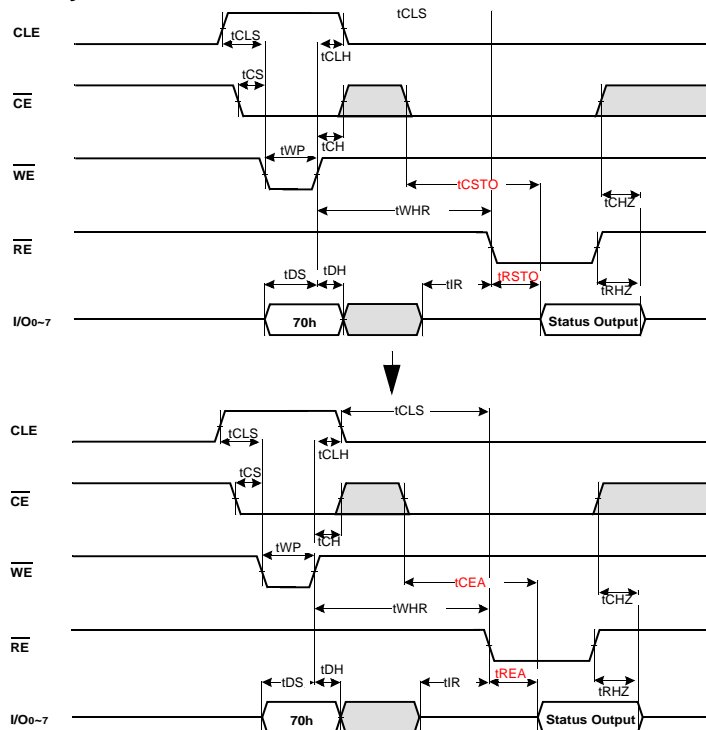 tCLS
CLE
tCLS
tCLH
tCS
CE
tCH
tWP
WE
tCSTO
tCHZ
tWHR
RE
tRSTO
tDS
tDH
tIR
tRHZ
I/O0~7
70h
Status Output
tCLS
CLE
tCLS
tCLH
tCS
CE
tCH
tWP
WE
tCEA
tCHZ
tWHR
RE
tDS
tDH
tIR
tREA
tRHZ
I/O0~7
70h
Status Output